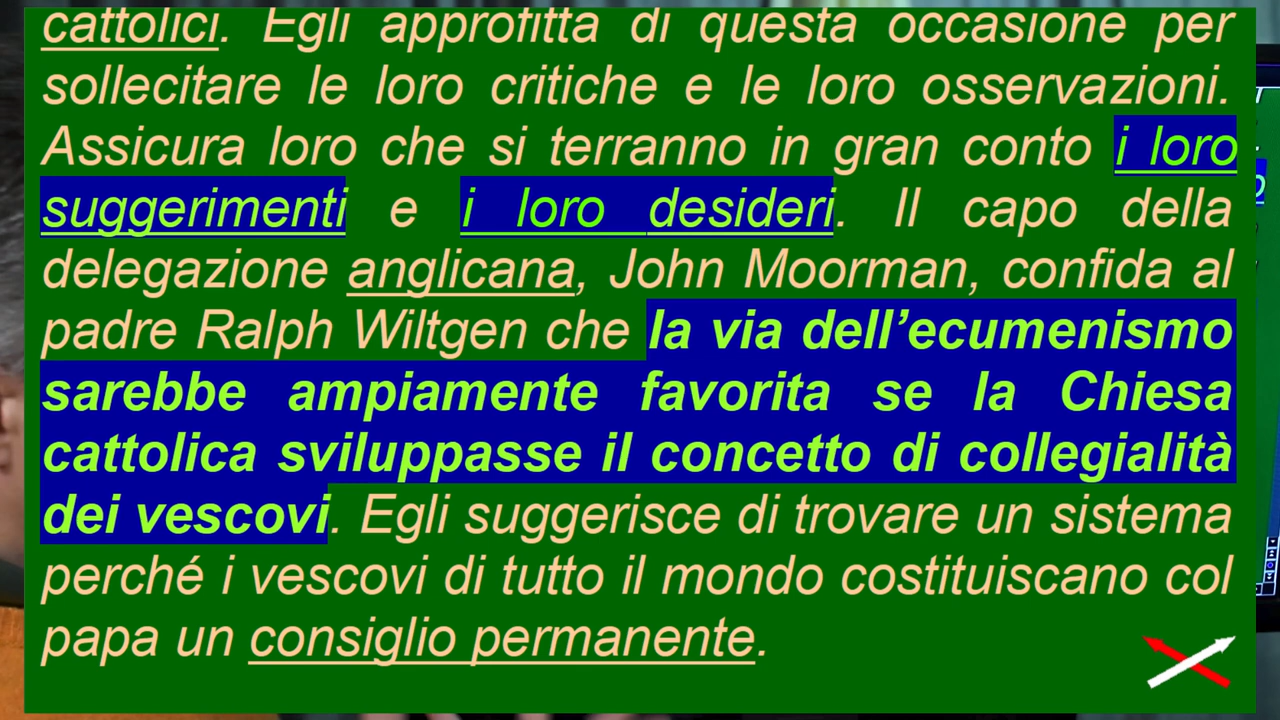 cattolici. Egli approfitta di questa occasione per
sollecitare le loro critiche e le loro osservazioni.
Assicura loro che si terranno in gran conto i loro
suggerimenti e i loro desideri. Il capo della
delegazione anglicana, John Moorman, confida al
padre Ralph Wiltgen che la via dell’ecumenismo
sarebbe ampiamente favorita se la Chiesa
cattolica sviluppasse il concetto di collegialità
dei vescovi. Egli suggerisce di trovare un sistema
perché i vescovi di tutto il mondo costituiscano col
papa un consiglio permanente.